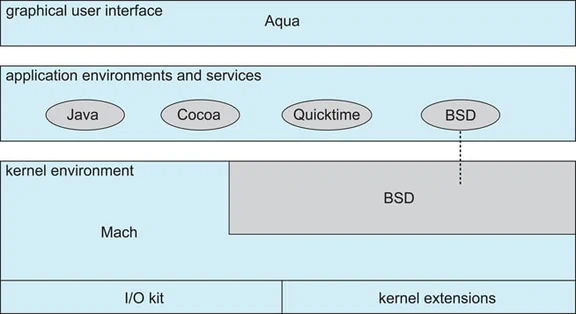 graphical user interface
Aqua
application environments and services
Java
Cocoa
Quicktime
BSD
kernel environment
BSD
Mach
I/O kit
kernel extensions